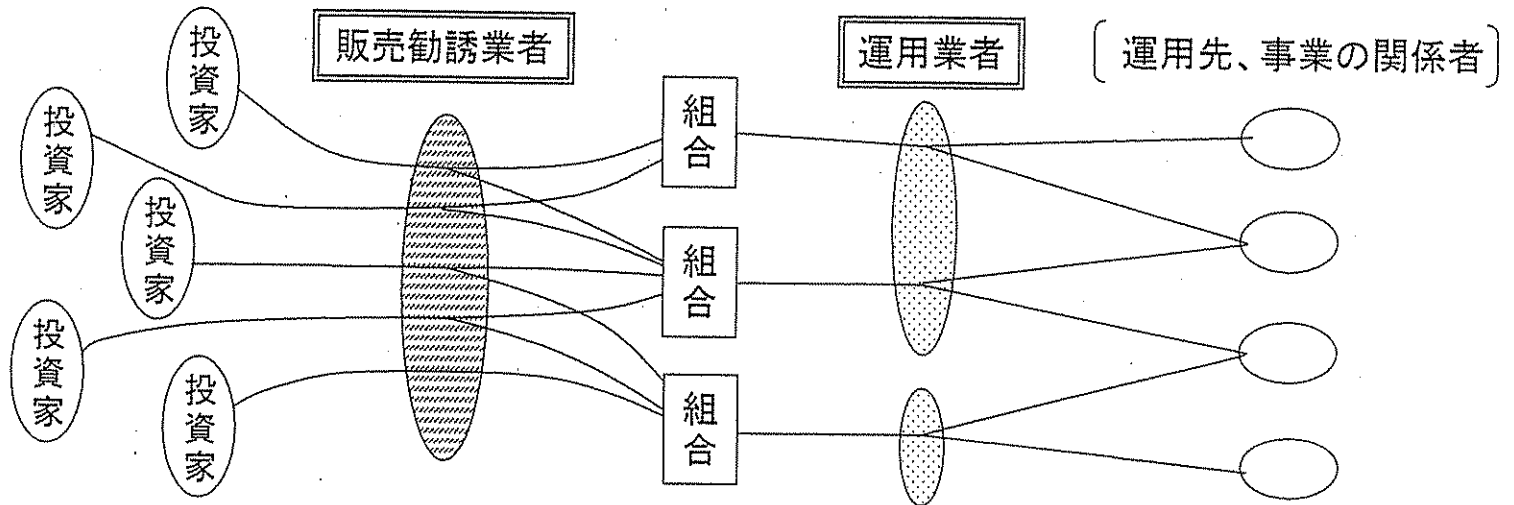 販売勧誘業者
運用業者
〔運用先、事業の関係者〕
投資家
投資家
投資家
投資家
投資家
組合
組合
組合